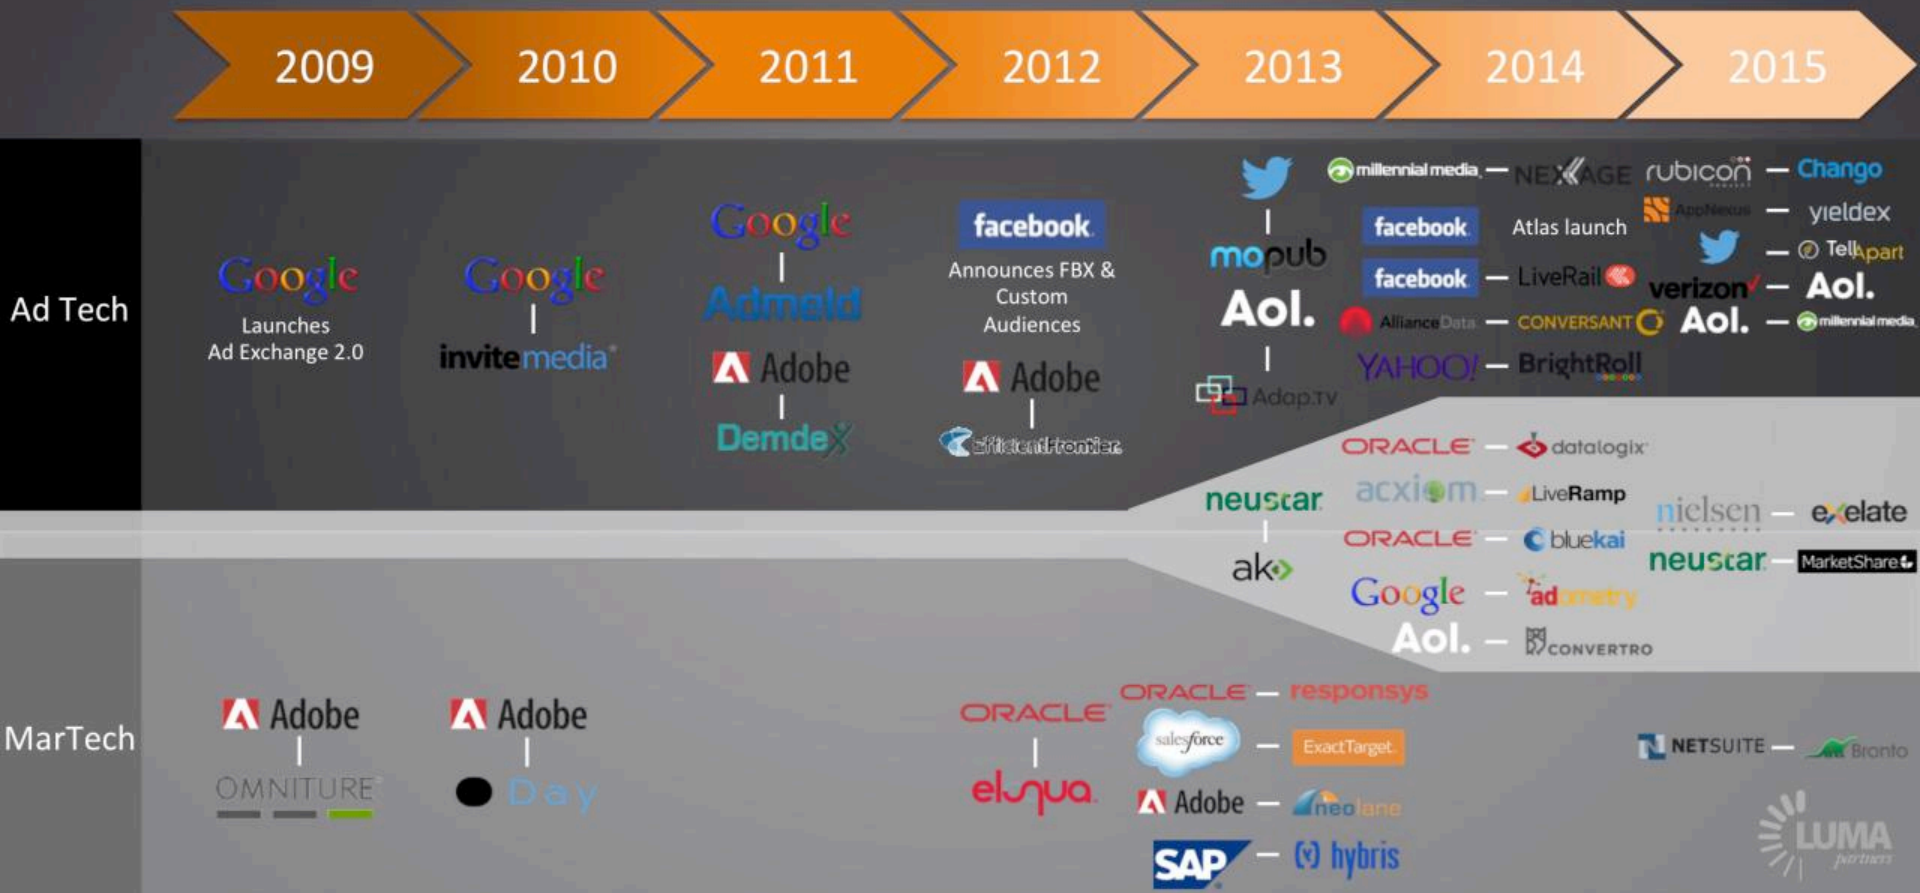 2009
2010
2011
2012
2013
2014
2015
Ad Tech
Google
Launches
Ad Exchange 2.0
Google
invitemedia
Google
Admeld
Adobe
Demdex
facebook
Announces FBX &
Custom
Audiences
Adobe
EfficientFrontier
mopub
Aol.
Adap.TV
millennial media — NEXAGE
facebook Atlas launch
facebook — LiveRail
AllianceData — CONVERSANT
YAHOO! — BrightRoll
rubicon PROJECT — Chango
AppNexus — yieldex
— TellApart
verizon — Aol.
Aol. — millennial media
neustar
ak
ORACLE — datalogix
acxiom — LiveRamp
ORACLE — bluekai
Google — adometry
Aol. — CONVERTRO
nielsen — exelate
neustar — MarketShare
MarTech
Adobe
OMNITURE
Adobe
Day
ORACLE
eloqua
ORACLE — responsys
salesforce — ExactTarget
Adobe — neolane
SAP — (v) hybris
NETSUITE — Bronto
LUMA
partners